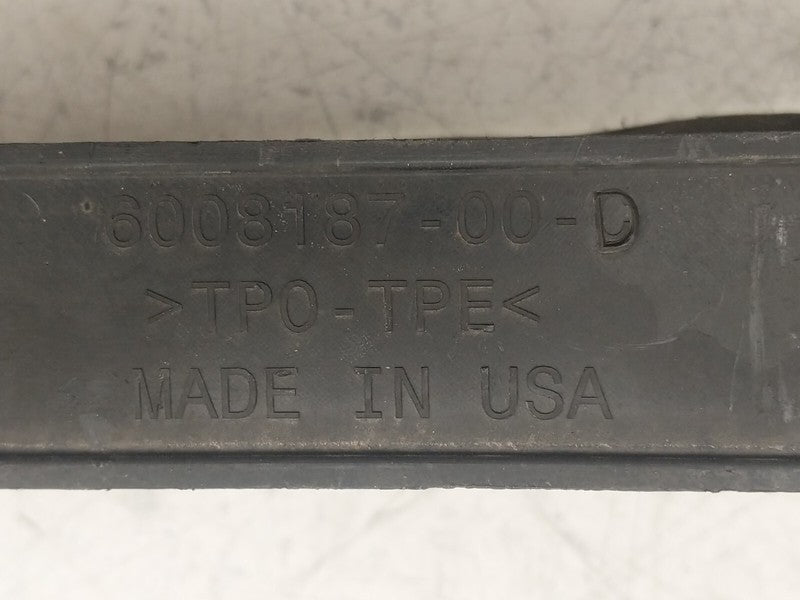 6008187-00-D
>TPO-TPE<
MADE IN USA